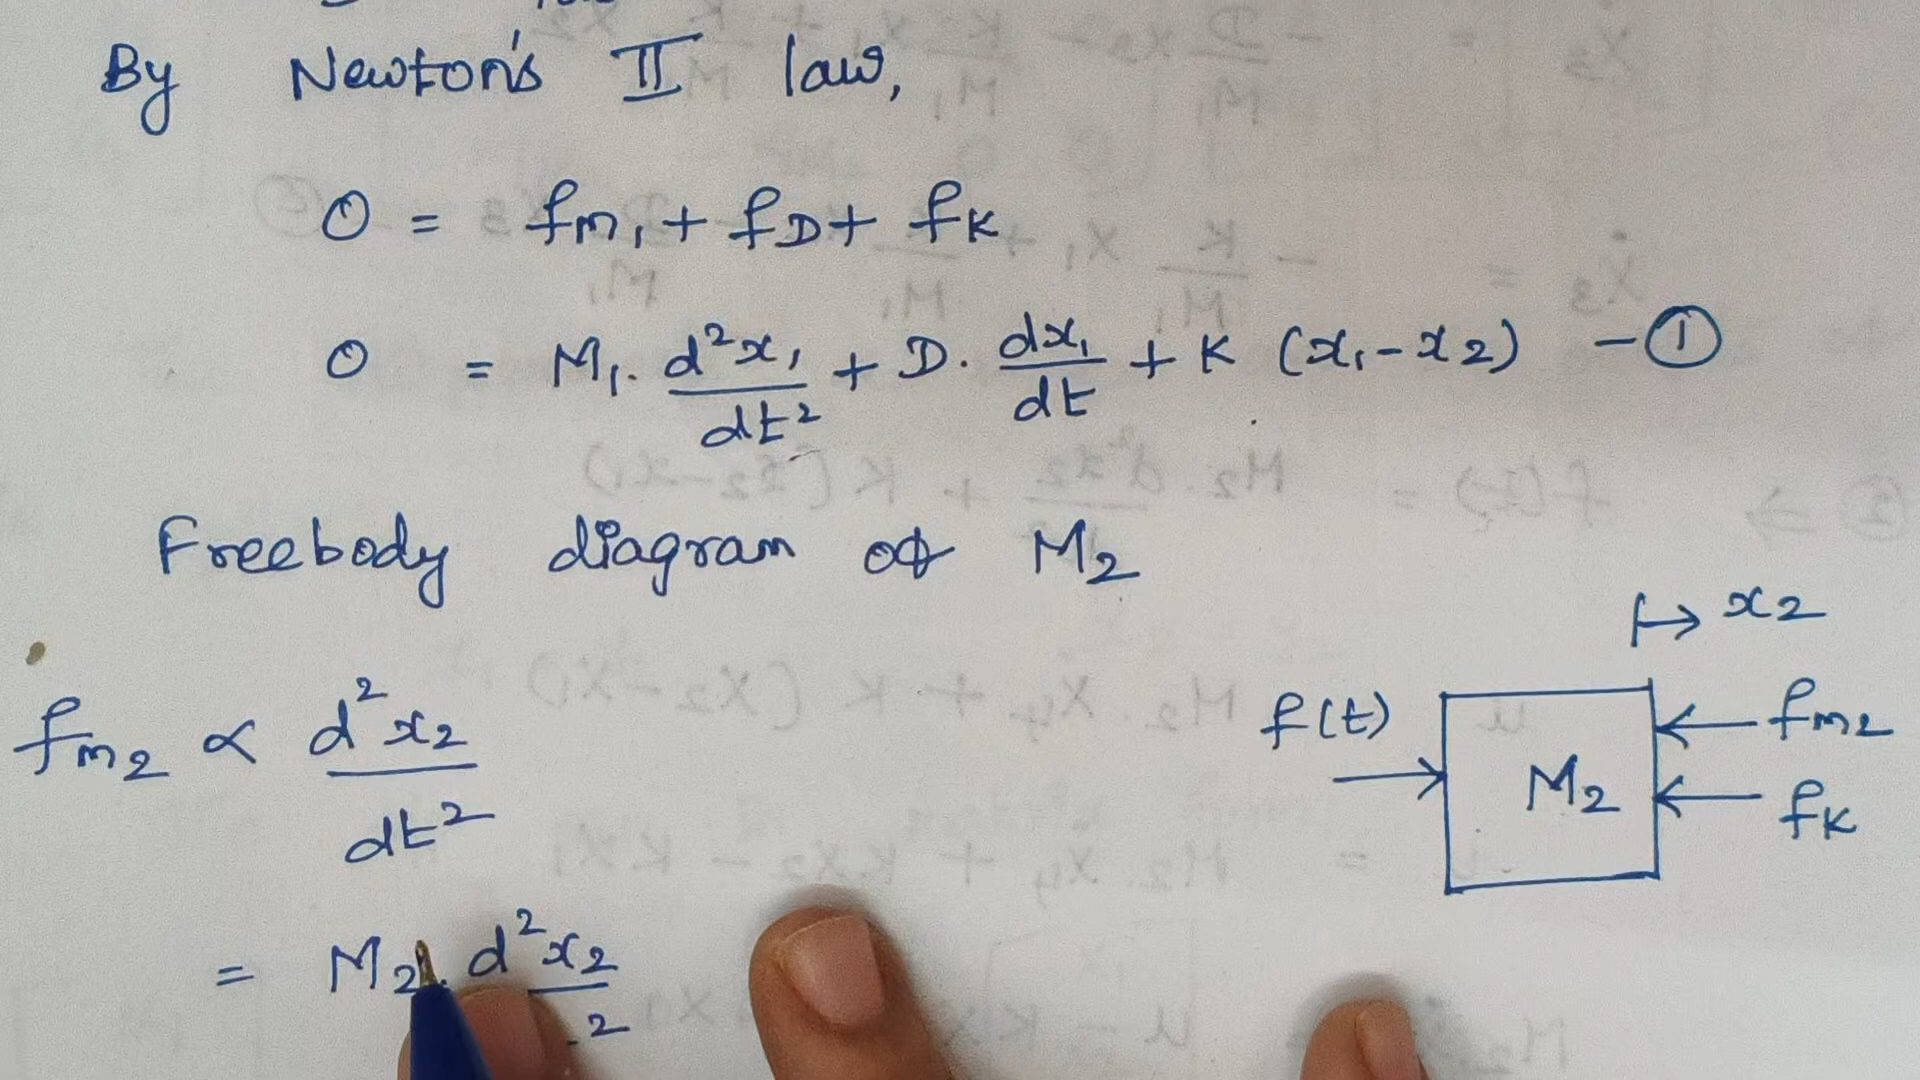 By Newton's II law,
0 = fm₁ + fD + fK
0 = M₁. d²x₁/dt² + D. dx₁/dt + K (x₁ - x₂) - ①
Freebody diagram of M₂
fm₂ ∝ d²x₂/dt²
↦ x₂
f(t)
M₂
fm₂
fK
= M₂. d²x₂